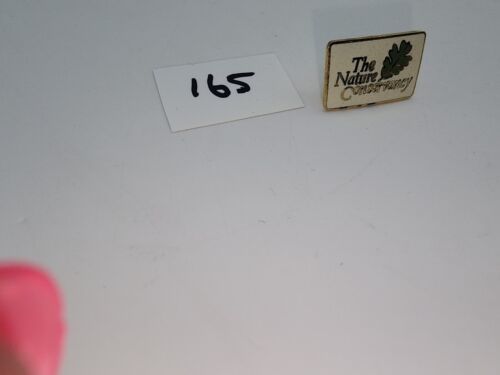 165
The
Nature
Conservancy